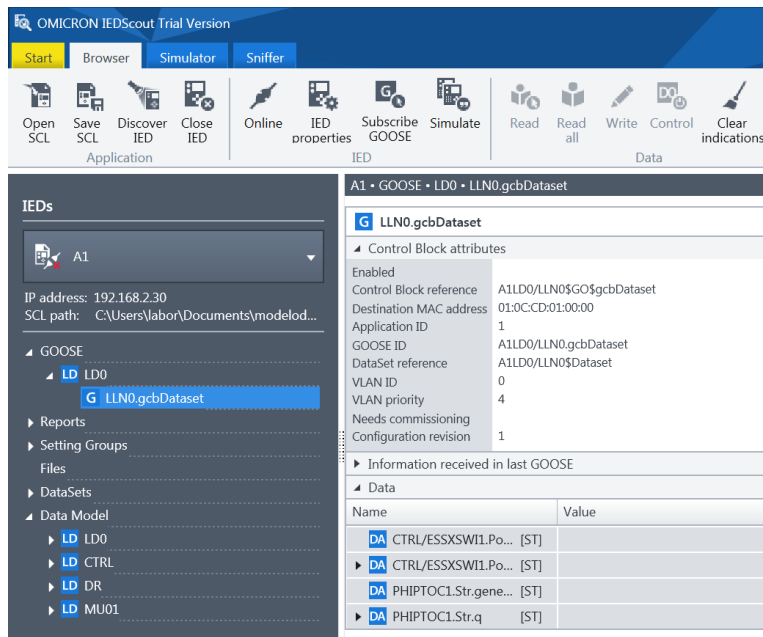 OMICRON IEDScout Trial Version
Start Browser Simulator Sniffer
Open SCL Save SCL Discover IED Close IED Online IED properties Subscribe GOOSE Simulate Read Read all Write Control Clear indications
Application IED Data
IEDs
A1
IP address: 192.168.2.30
SCL path: C:\Users\labor\Documents\modelod...
GOOSE
LD LD0
G LLN0.gcbDataset
Reports
Setting Groups
Files
DataSets
Data Model
LD LD0
LD CTRL
LD DR
LD MU01
A1 • GOOSE • LD0 • LLN0.gcbDataset
G LLN0.gcbDataset
Control Block attributes
Enabled
Control Block reference A1LD0/LLN0$GO$gcbDataset
Destination MAC address 01:0C:CD:01:00:00
Application ID 1
GOOSE ID A1LD0/LLN0.gcbDataset
DataSet reference A1LD0/LLN0$Dataset
VLAN ID 0
VLAN priority 4
Needs commissioning
Configuration revision 1
Information received in last GOOSE
Data
Name Value
DA CTRL/ESSXSWI1.Po... [ST]
DA CTRL/ESSXSWI1.Po... [ST]
DA PHIPTOC1.Str.gene... [ST]
DA PHIPTOC1.Str.q [ST]